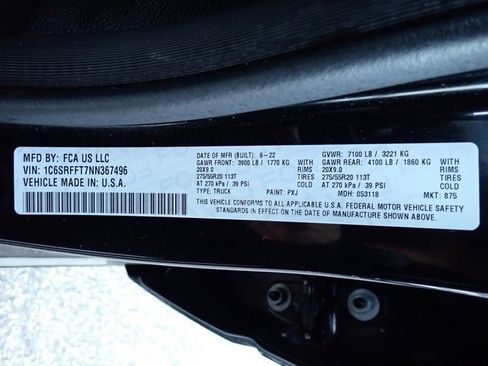 MFD BY: FCA US LLC
VIN: 1C6SRFFT7NN367496
VEHICLE MADE IN U.S.A.
DATE OF MFR (BUILT): 6-22 GVWR: 7100 LB / 3221 KG
GAWR FRONT: 3900 LB / 1770 KG WITH GAWR REAR: 4100 LB / 1860 KG WITH
20X9.0 RIMS 20X9.0 RIMS
275/55R20 113T TIRES 275/55R20 113T TIRES
AT 270 kPa / 39 PSI COLD AT 270 kPa / 39 PSI COLD
TYPE: TRUCK PAINT: PXJ MDH: 053118 MKT: 875
THIS VEHICLE CONFORMS TO ALL APPLICABLE U.S.A. FEDERAL MOTOR VEHICLE SAFETY
STANDARDS IN EFFECT ON THE DATE OF MANUFACTURE SHOWN ABOVE